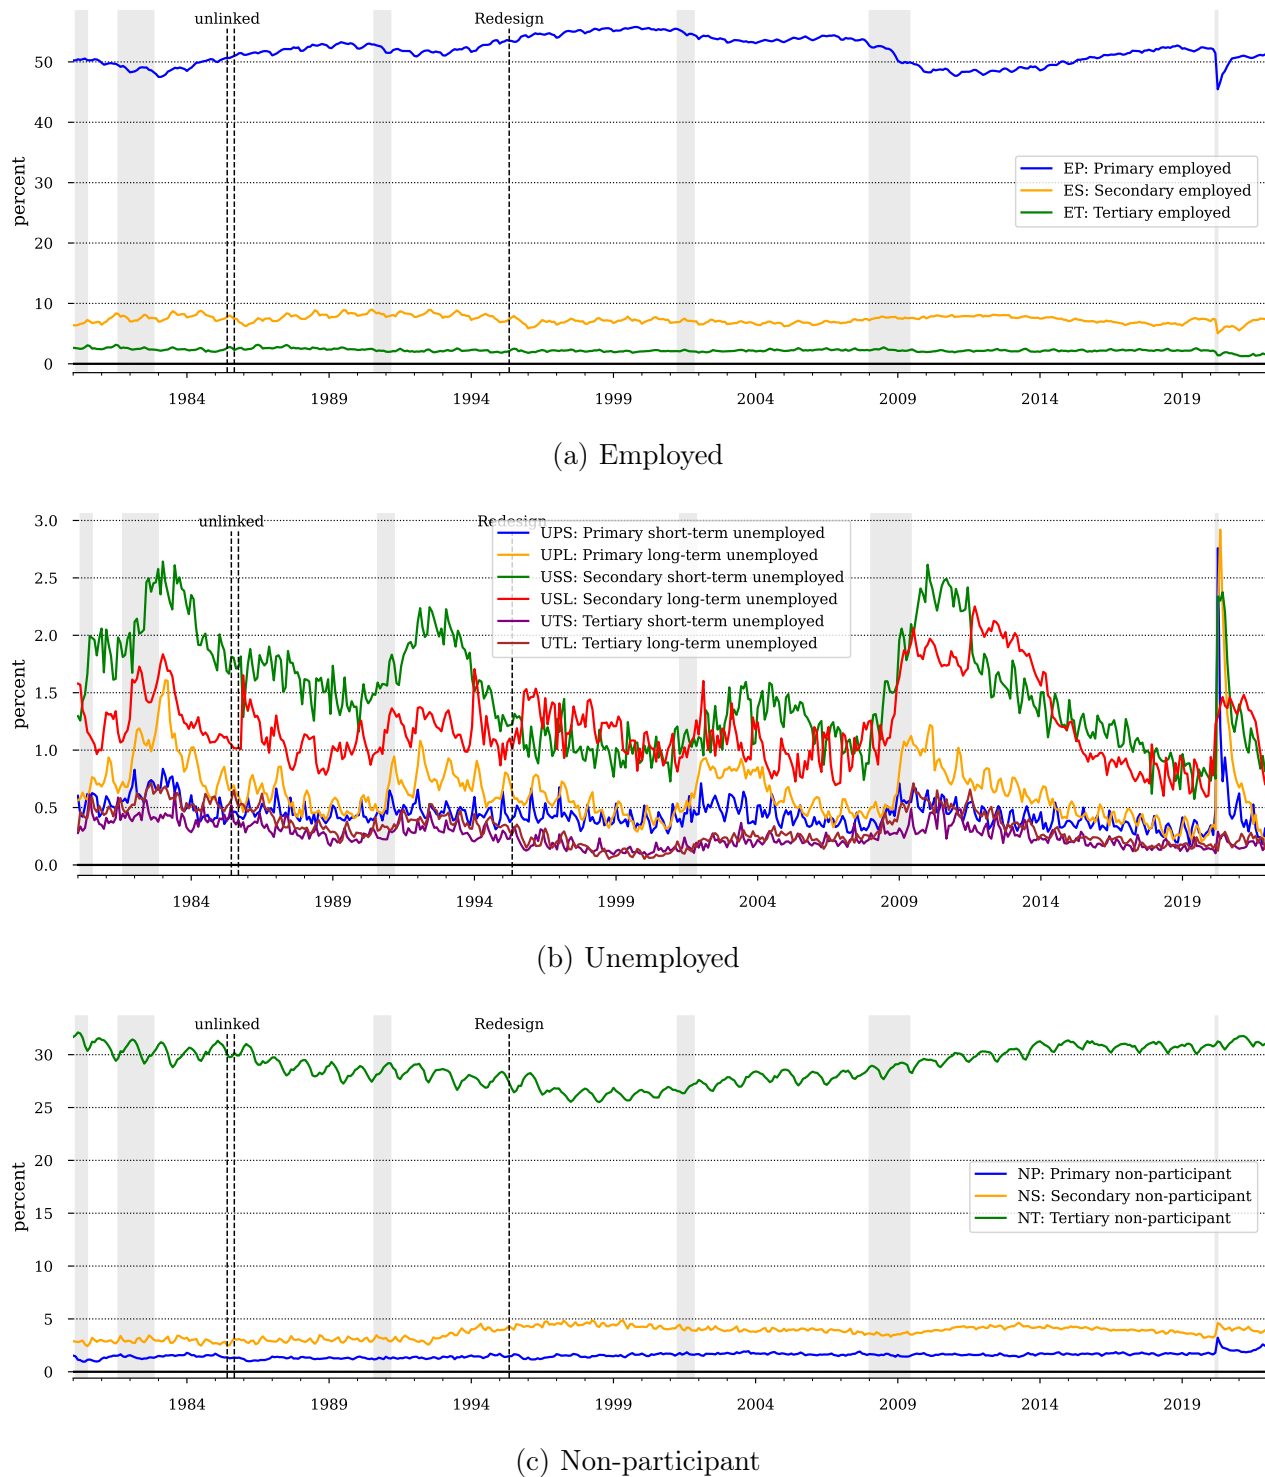 unlinked
Redesign
50
40
30
20
10
0
percent
EP: Primary employed
ES: Secondary employed
ET: Tertiary employed
1984 1989 1994 1999 2004 2009 2014 2019
(a) Employed
3.0
2.5
2.0
1.5
1.0
0.5
0.0
percent
unlinked
Redesign
UPS: Primary short-term unemployed
UPL: Primary long-term unemployed
USS: Secondary short-term unemployed
USL: Secondary long-term unemployed
UTS: Tertiary short-term unemployed
UTL: Tertiary long-term unemployed
1984 1989 1994 1999 2004 2009 2014 2019
(b) Unemployed
unlinked
Redesign
30
25
20
15
10
5
0
percent
NP: Primary non-participant
NS: Secondary non-participant
NT: Tertiary non-participant
1984 1989 1994 1999 2004 2009 2014 2019
(c) Non-participant